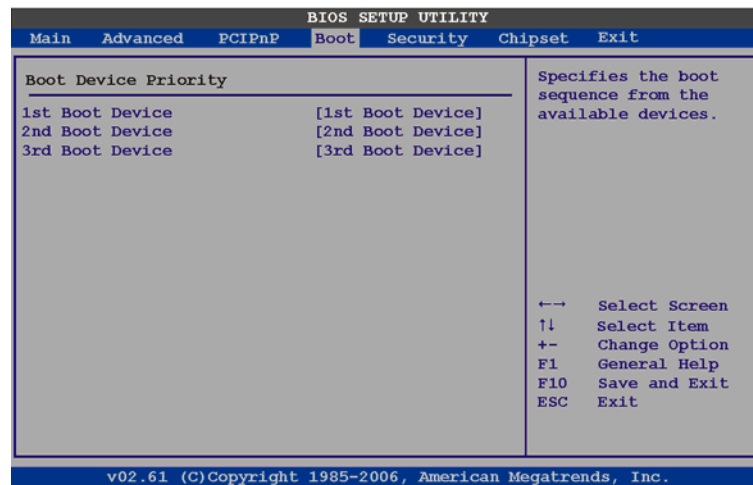 BIOS SETUP UTILITY
Main Advanced PCIPnP Boot Security Chipset Exit
Boot Device Priority
1st Boot Device [1st Boot Device]
2nd Boot Device [2nd Boot Device]
3rd Boot Device [3rd Boot Device]
Specifies the boot
sequence from the
available devices.
←→ Select Screen
↑↓ Select Item
+- Change Option
F1 General Help
F10 Save and Exit
ESC Exit
v02.61 (C)Copyright 1985-2006, American Megatrends, Inc.